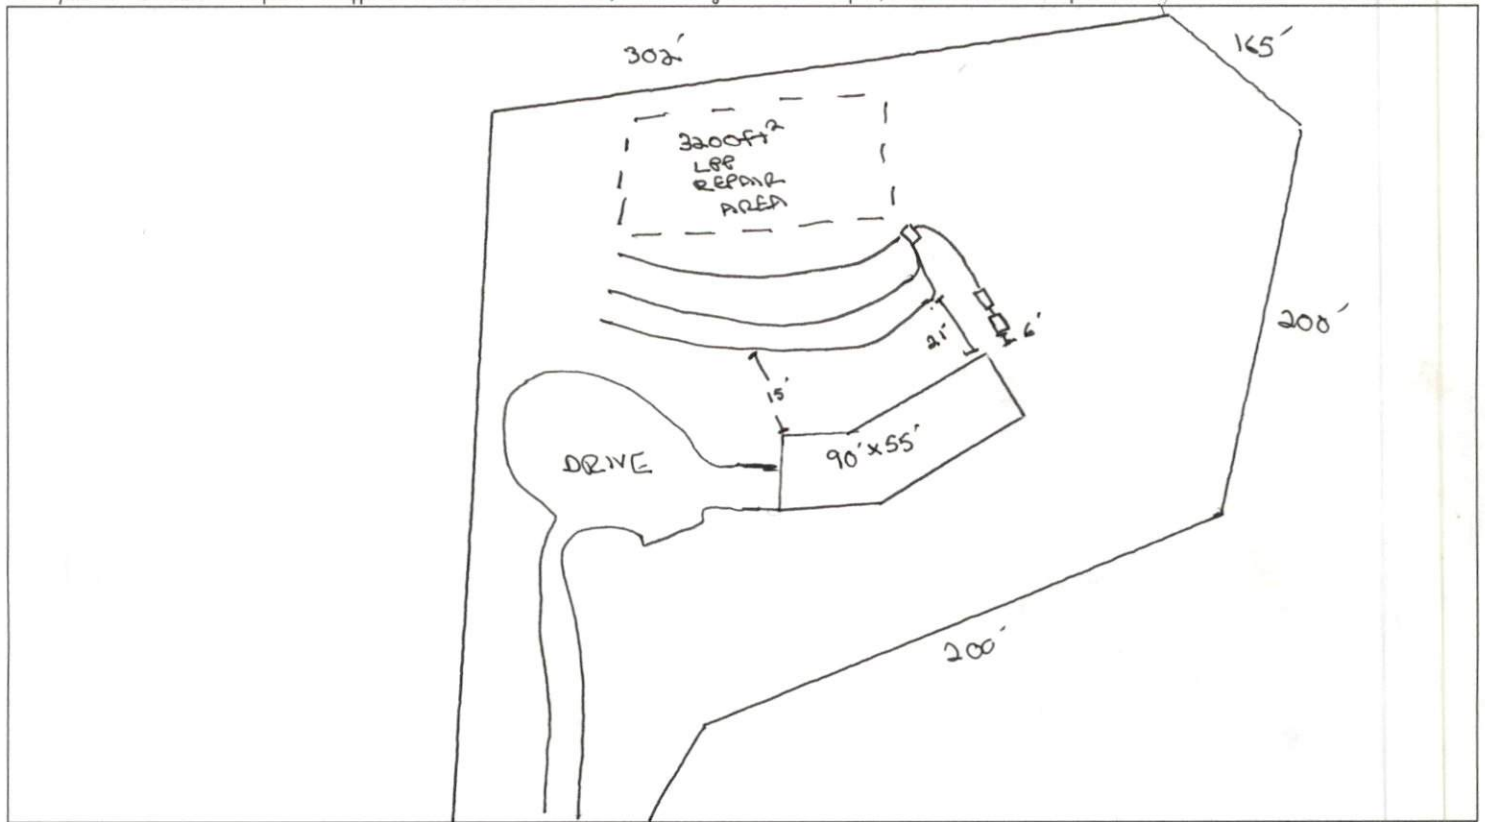 302'
165'
3200ft²
LPP
REPAIR
AREA
200'
21'
6'
15'
90'x55'
DRIVE
200'